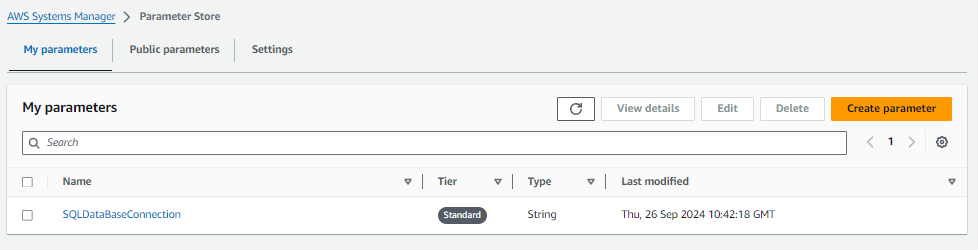 AWS Systems Manager > Parameter Store
My parameters Public parameters Settings
My parameters View details Edit Delete Create parameter
Search 1
Name Tier Type Last modified
SQLDataBaseConnection Standard String Thu, 26 Sep 2024 10:42:18 GMT